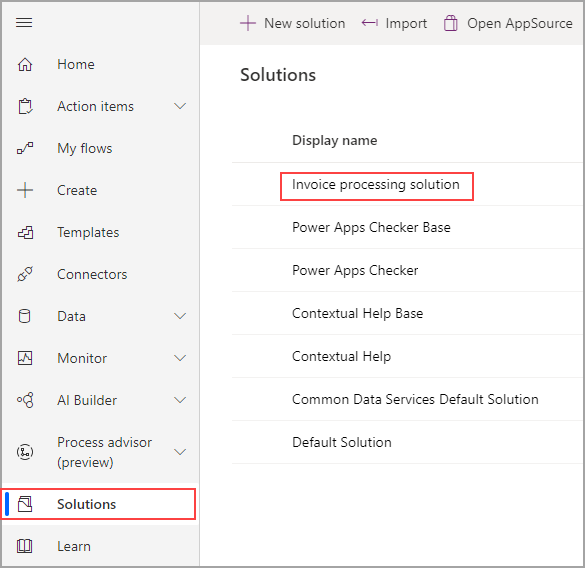 New solution Import Open AppSource
Home
Action items
My flows
Create
Templates
Connectors
Data
Monitor
AI Builder
Process advisor
(preview)
Solutions
Learn
Solutions
Display name
Invoice processing solution
Power Apps Checker Base
Power Apps Checker
Contextual Help Base
Contextual Help
Common Data Services Default Solution
Default Solution